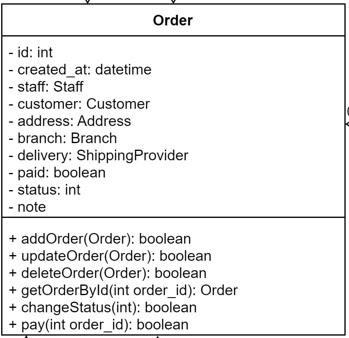 Order
- id: int
- created_at: datetime
- staff: Staff
- customer: Customer
- address: Address
- branch: Branch
- delivery: ShippingProvider
- paid: boolean
- status: int
- note
+ addOrder(Order): boolean
+ updateOrder(Order): boolean
+ deleteOrder(Order): boolean
+ getOrderById(int order_id): Order
+ changeStatus(int): boolean
+ pay(int order_id): boolean